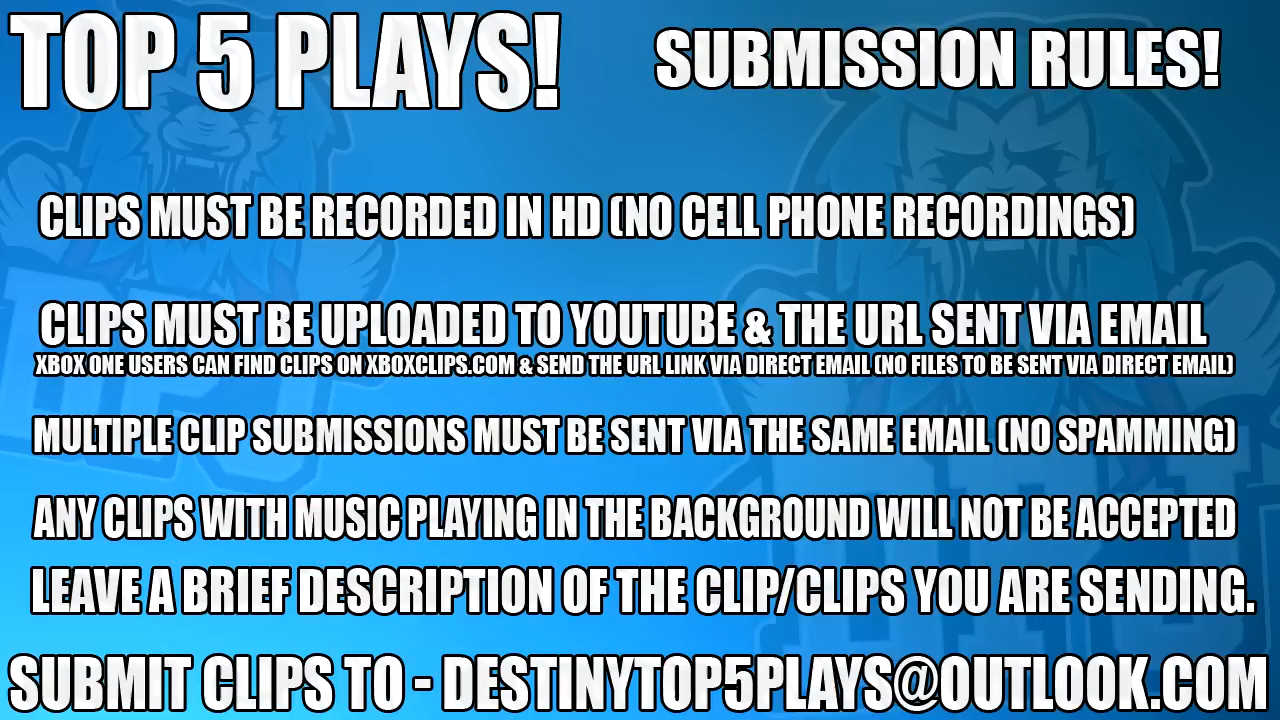 TOP 5 PLAYS!
SUBMISSION RULES!
CLIPS MUST BE RECORDED IN HD (NO CELL PHONE RECORDINGS)
CLIPS MUST BE UPLOADED TO YOUTUBE & THE URL SENT VIA EMAIL
XBOX ONE USERS CAN FIND CLIPS ON XBOXCLIPS.COM & SEND THE URL LINK VIA DIRECT EMAIL (NO FILES TO BE SENT VIA DIRECT EMAIL)
MULTIPLE CLIP SUBMISSIONS MUST BE SENT VIA THE SAME EMAIL (NO SPAMMING)
ANY CLIPS WITH MUSIC PLAYING IN THE BACKGROUND WILL NOT BE ACCEPTED
LEAVE A BRIEF DESCRIPTION OF THE CLIP/CLIPS YOU ARE SENDING.
SUBMIT CLIPS TO - DESTINYTOP5PLAYS@OUTLOOK.COM